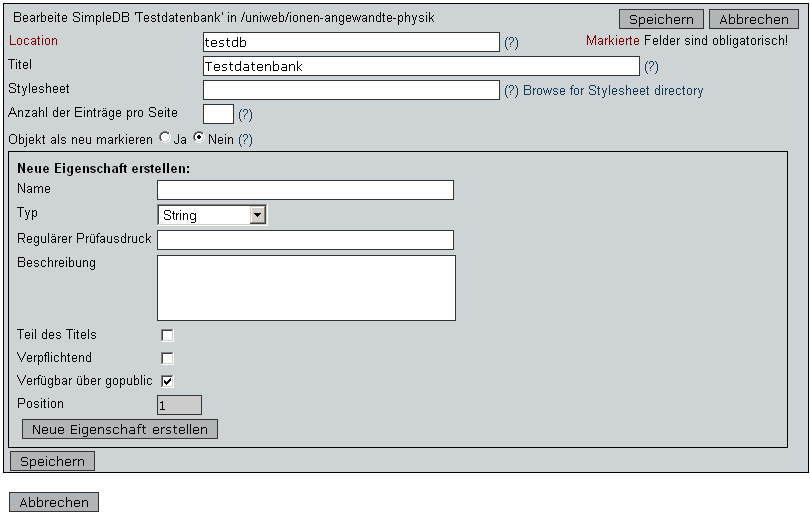 Bearbeite SimpleDB 'Testdatenbank' in /uniweb/ionen-angewandte-physik
Speichern Abbrechen
Location testdb (?) Markierte Felder sind obligatorisch!
Titel Testdatenbank (?)
Stylesheet (?) Browse for Stylesheet directory
Anzahl der Einträge pro Seite (?)
Objekt als neu markieren Ja Nein (?)
Neue Eigenschaft erstellen:
Name
Typ String
Regulärer Prüfausdruck
Beschreibung
Teil des Titels
Verpflichtend
Verfügbar über gopublic
Position 1
Neue Eigenschaft erstellen
Speichern
Abbrechen